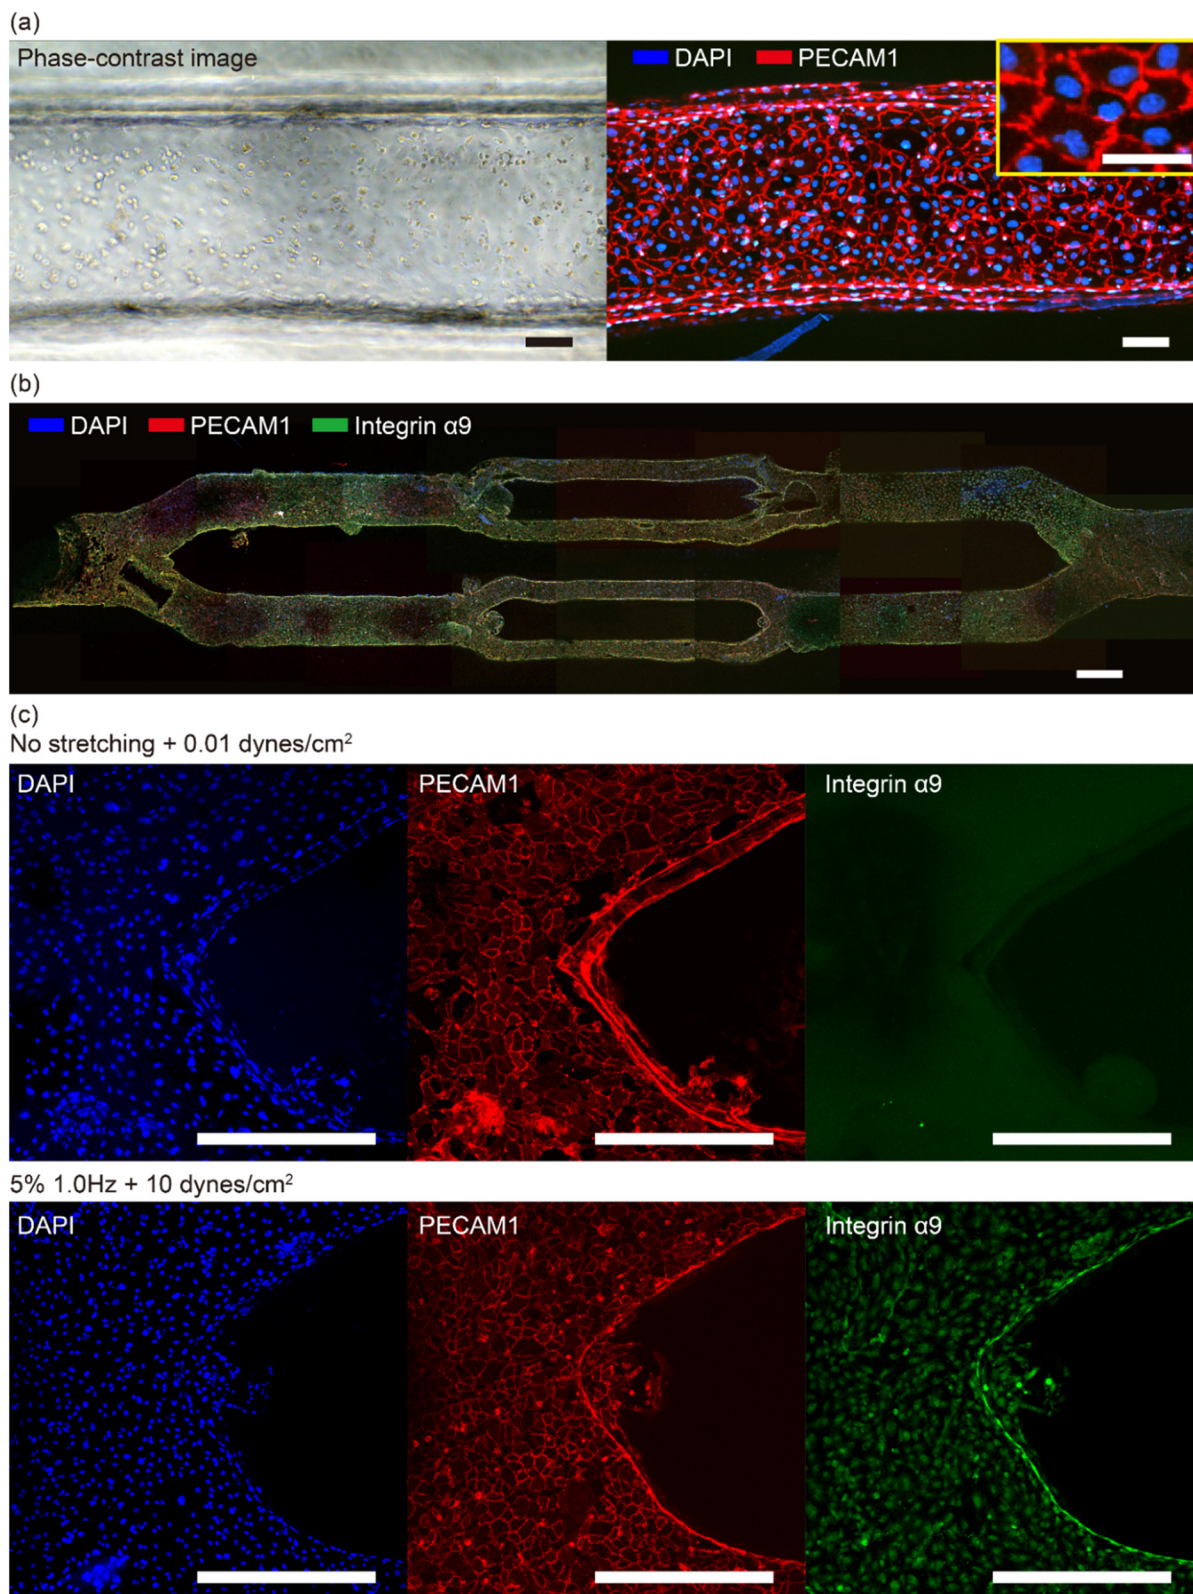 (a)
Phase-contrast image
DAPI PECAM1
(b)
DAPI PECAM1 Integrin α9
(c)
No stretching + 0.01 dynes/cm²
DAPI PECAM1 Integrin α9
5% 1.0Hz + 10 dynes/cm²
DAPI PECAM1 Integrin α9